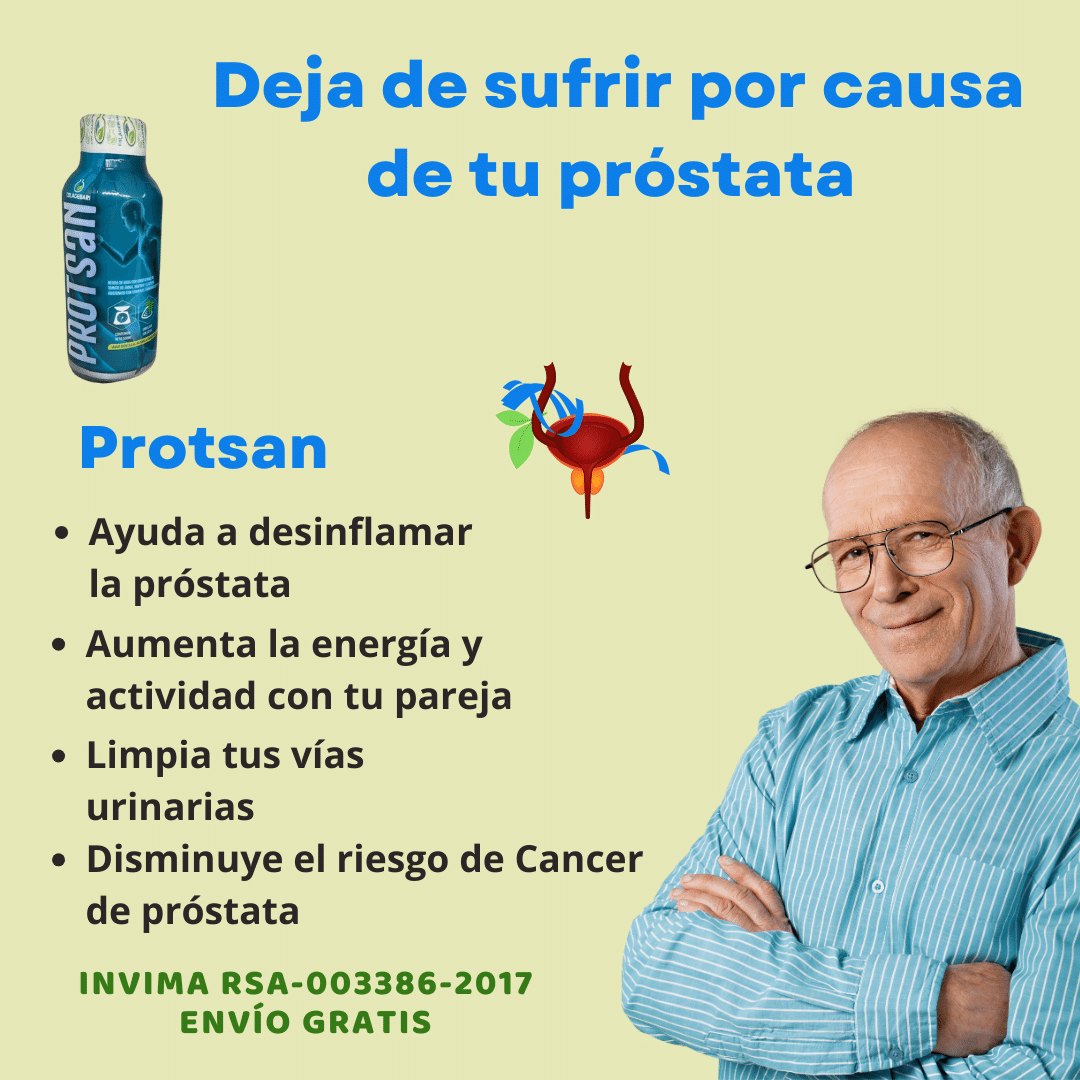 Deja de sufrir por causa
de tu próstata
PROTSAN
Protsan
Ayuda a desinflamar
la próstata
Aumenta la energía y
actividad con tu pareja
Limpia tus vías
urinarias
Disminuye el riesgo de Cancer
de próstata
INVIMA RSA-003386-2017
ENVÍO GRATIS